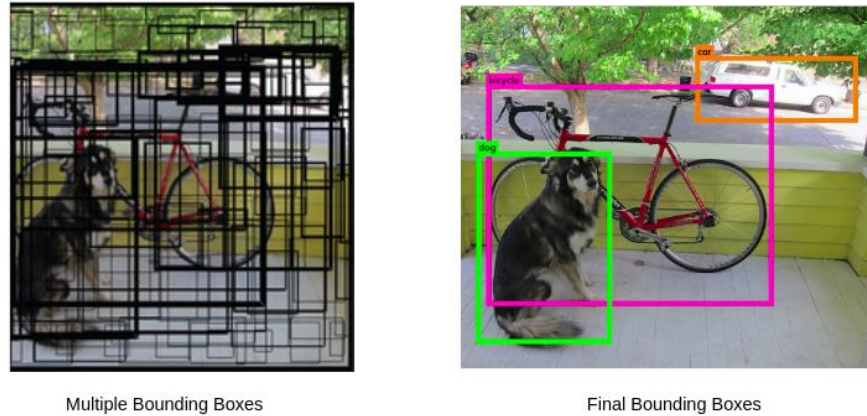 car
bicycle
dog
Multiple Bounding Boxes
Final Bounding Boxes